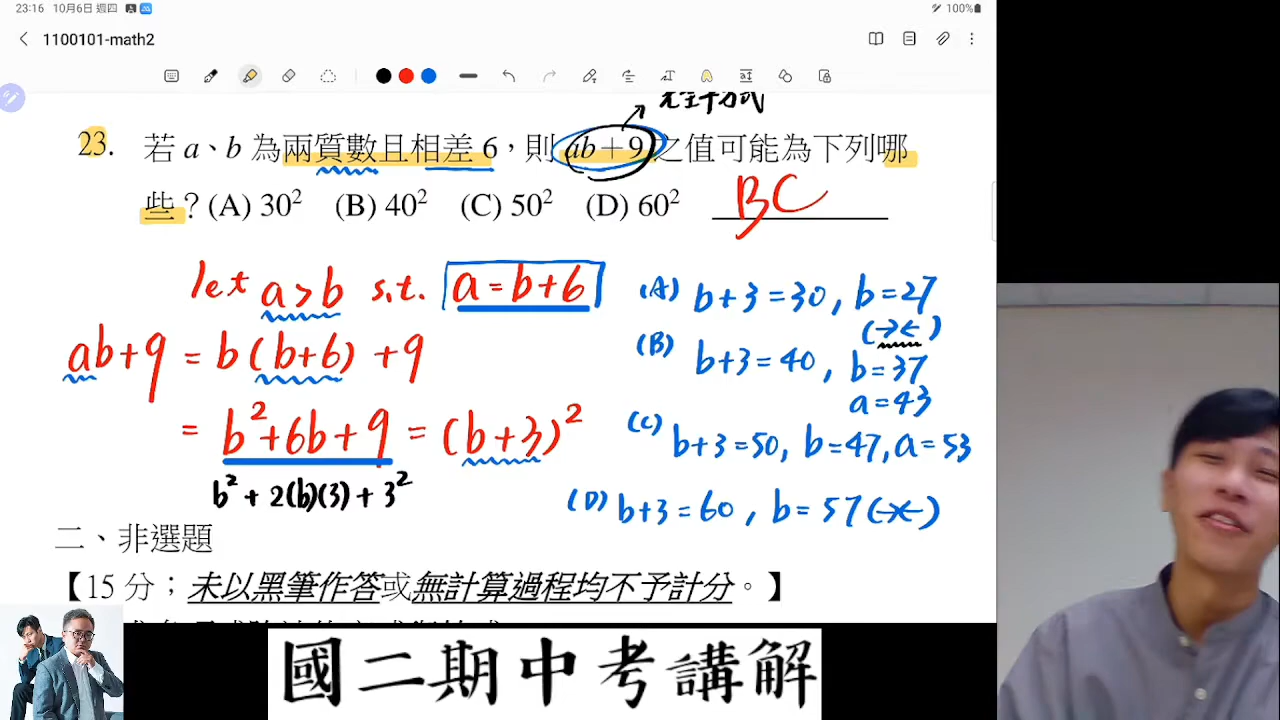 23:16 10月6日 週四
100%
1100101-math2
完全平方式
23. 若 a、b 為兩質數且相差 6，則 ab＋9 之值可能為下列哪
些？(A) 30² (B) 40² (C) 50² (D) 60² BC
let a>b s.t. a=b+6
ab+9 = b(b+6)+9
= b²+6b+9 = (b+3)²
b²+2(b)(3)+3²
(A) b+3=30, b=27
(→←)
(B) b+3=40, b=37
a=43
(C) b+3=50, b=47, a=53
(D) b+3=60, b=57(→←)
二、非選題
【15 分；未以黑筆作答或無計算過程均不予計分。】
國二期中考講解